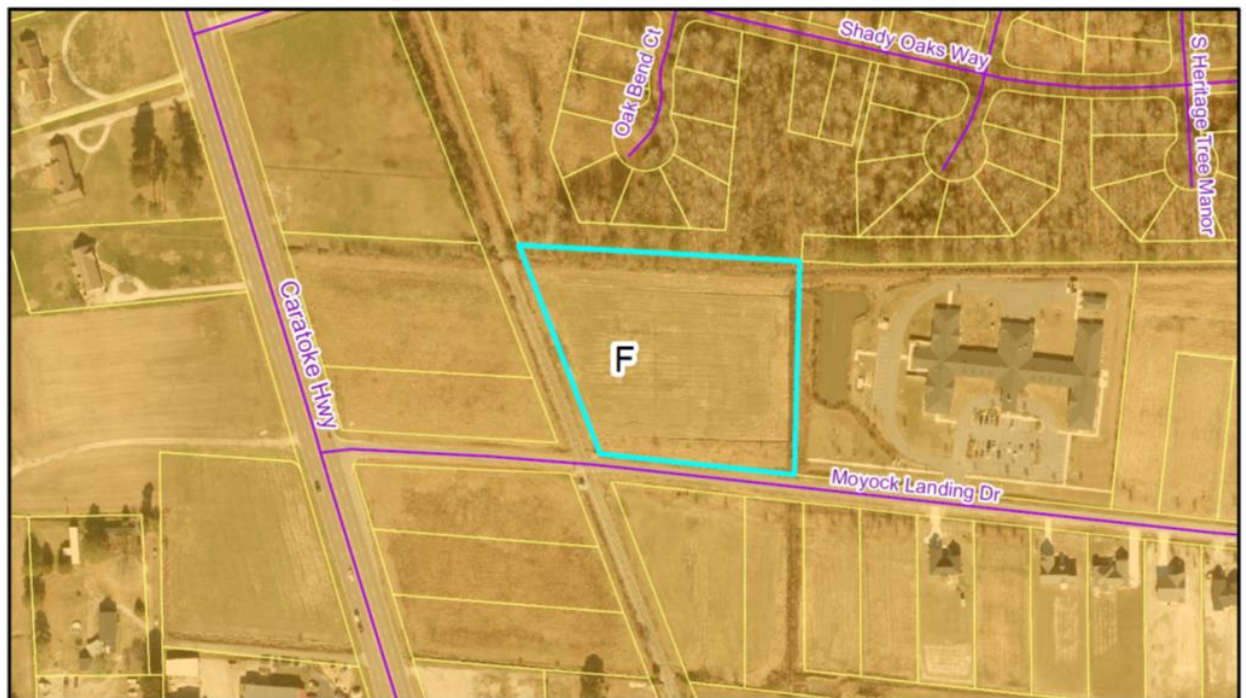 Oak Bend Ct
Shady Oaks Way
S Heritage Tree Manor
Caratoke Hwy
F
Moyock Landing Dr